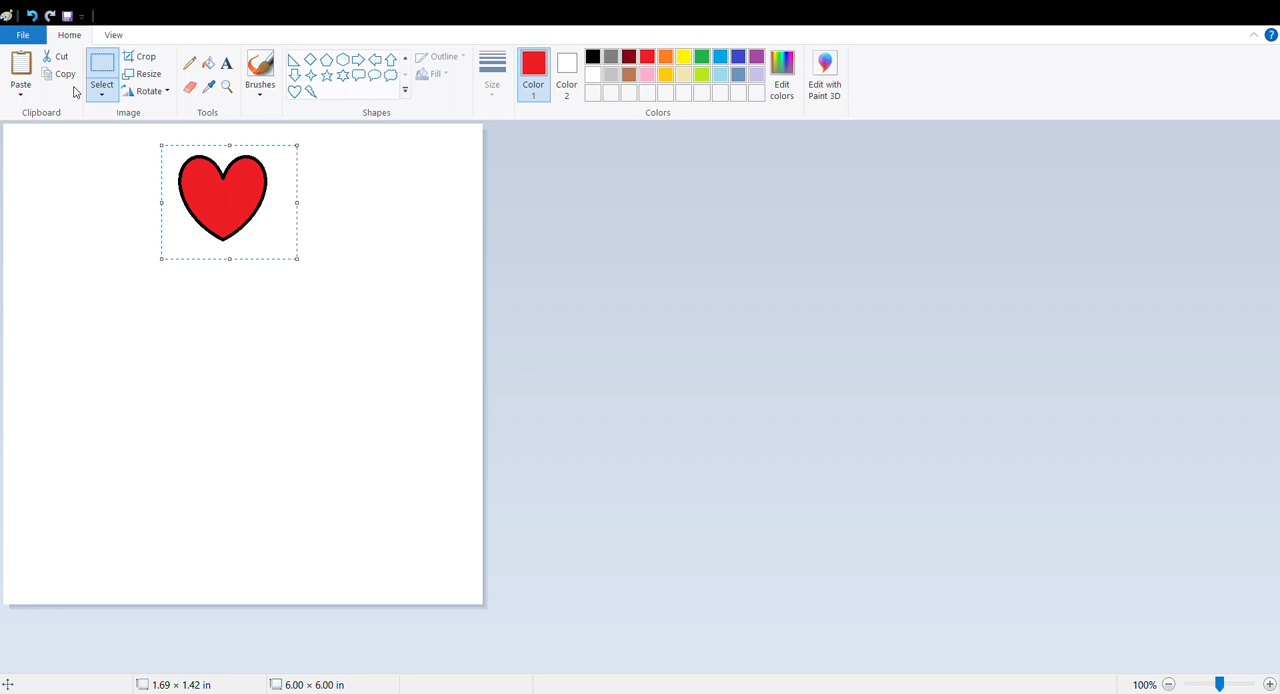 File Home View
Paste
Cut
Copy
Clipboard
Select
Crop
Resize
Rotate
Image
A
Tools
Brushes
Shapes
Outline
Fill
Size
Color 1
Color 2
Colors
Edit colors
Edit with Paint 3D
?
1.69 × 1.42 in
6.00 × 6.00 in
100%